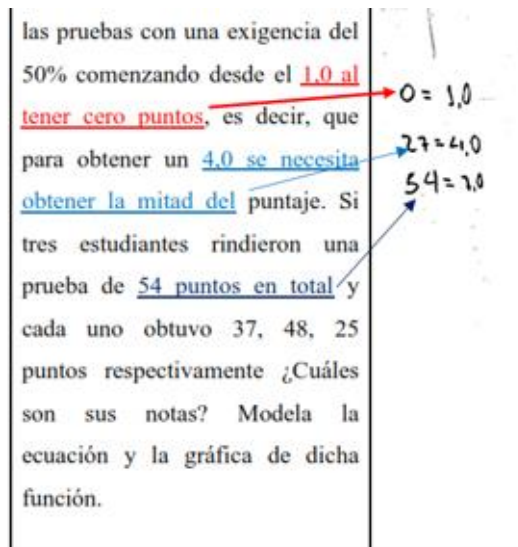 las pruebas con una exigencia del
50% comenzando desde el 1,0 al
tener cero puntos, es decir, que
para obtener un 4,0 se necesita
obtener la mitad del puntaje. Si
tres estudiantes rindieron una
prueba de 54 puntos en total y
cada uno obtuvo 37, 48, 25
puntos respectivamente ¿Cuáles
son sus notas? Modela la
ecuación y la gráfica de dicha
función.
0 = 1,0
27 = 4,0
54 = 7,0